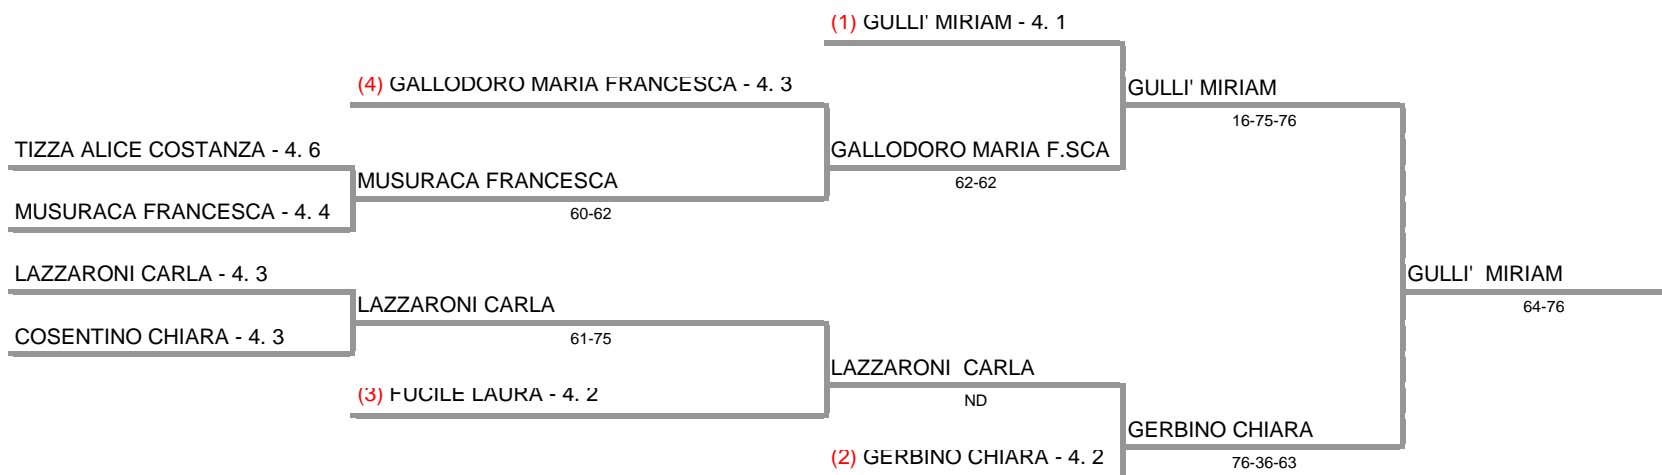 (1) GULLI' MIRIAM - 4. 1
(4) GALLODORO MARIA FRANCESCA - 4. 3
GULLI' MIRIAM
16-75-76
TIZZA ALICE COSTANZA - 4. 6
GALLODORO MARIA F.SCA
62-62
MUSURACA FRANCESCA
60-62
MUSURACA FRANCESCA - 4. 4
LAZZARONI CARLA - 4. 3
GULLI' MIRIAM
64-76
LAZZARONI CARLA
61-75
COSENTINO CHIARA - 4. 3
LAZZARONI CARLA
ND
(3) FUCILE LAURA - 4. 2
GERBINO CHIARA
76-36-63
(2) GERBINO CHIARA - 4. 2